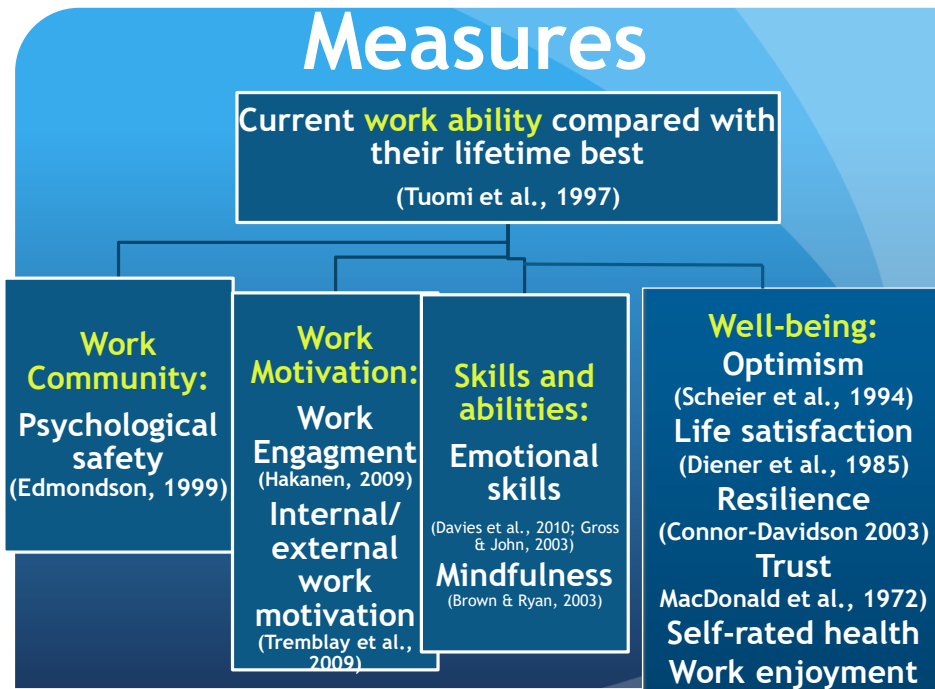 Measures
Current work ability compared with
their lifetime best
(Tuomi et al., 1997)
Work
Community:
Psychological
safety
(Edmondson, 1999)
Work
Motivation:
Work
Engagment
(Hakanen, 2009)
Internal/
external
work
motivation
(Tremblay et al.,
2009)
Skills and
abilities:
Emotional
skills
(Davies et al., 2010; Gross
& John, 2003)
Mindfulness
(Brown & Ryan, 2003)
Well-being:
Optimism
(Scheier et al., 1994)
Life satisfaction
(Diener et al., 1985)
Resilience
(Connor-Davidson 2003)
Trust
MacDonald et al., 1972)
Self-rated health
Work enjoyment